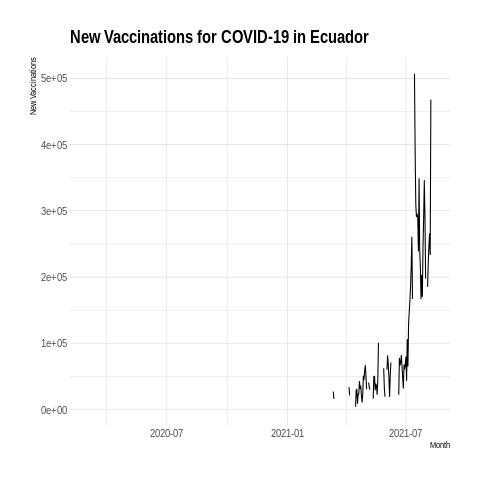 New Vaccinations for COVID-19 in Ecuador
New Vaccinations
5e+05
4e+05
3e+05
2e+05
1e+05
0e+00
2020-07
2021-01
2021-07
Month